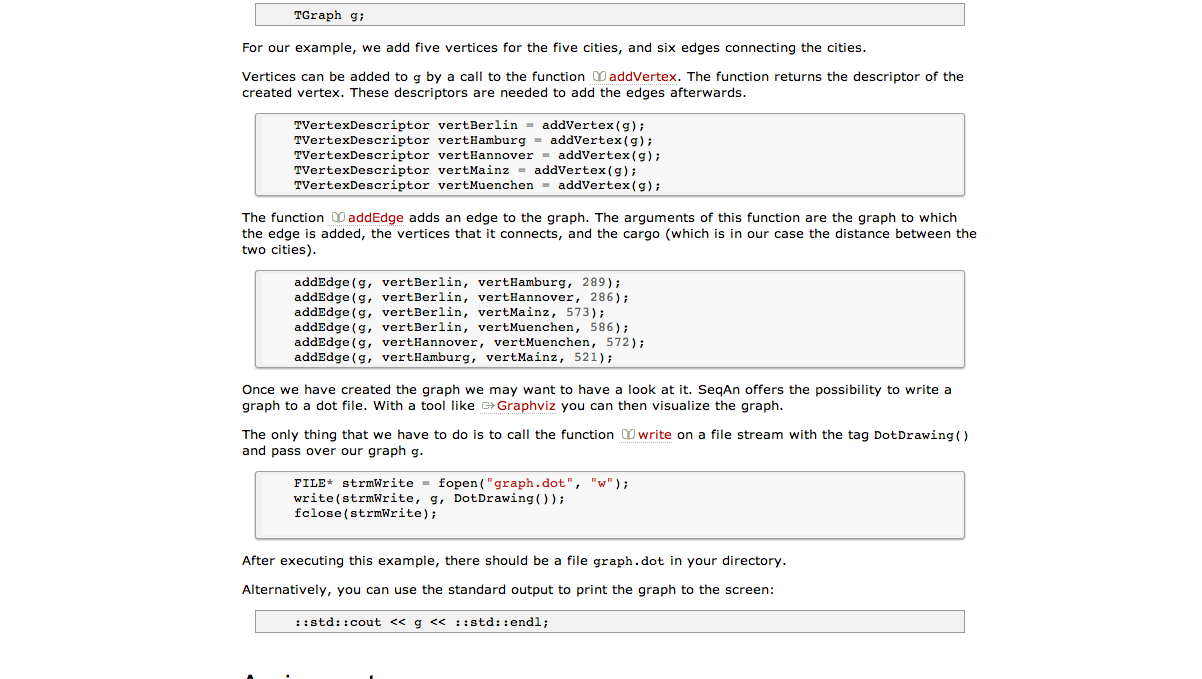 TGraph g;
For our example, we add five vertices for the five cities, and six edges connecting the cities.
Vertices can be added to g by a call to the function addVertex. The function returns the descriptor of the
created vertex. These descriptors are needed to add the edges afterwards.
TVertexDescriptor vertBerlin = addVertex(g);
TVertexDescriptor vertHamburg = addVertex(g);
TVertexDescriptor vertHannover = addVertex(g);
TVertexDescriptor vertMainz = addVertex(g);
TVertexDescriptor vertMuenchen = addVertex(g);
The function addEdge adds an edge to the graph. The arguments of this function are the graph to which
the edge is added, the vertices that it connects, and the cargo (which is in our case the distance between the
two cities).
addEdge(g, vertBerlin, vertHamburg, 289);
addEdge(g, vertBerlin, vertHannover, 286);
addEdge(g, vertBerlin, vertMainz, 573);
addEdge(g, vertBerlin, vertMuenchen, 586);
addEdge(g, vertHannover, vertMuenchen, 572);
addEdge(g, vertHamburg, vertMainz, 521);
Once we have created the graph we may want to have a look at it. SeqAn offers the possibility to write a
graph to a dot file. With a tool like Graphviz you can then visualize the graph.
The only thing that we have to do is to call the function write on a file stream with the tag DotDrawing()
and pass over our graph g.
FILE* strmWrite = fopen("graph.dot", "w");
write(strmWrite, g, DotDrawing());
fclose(strmWrite);
After executing this example, there should be a file graph.dot in your directory.
Alternatively, you can use the standard output to print the graph to the screen:
::std::cout << g << ::std::endl;